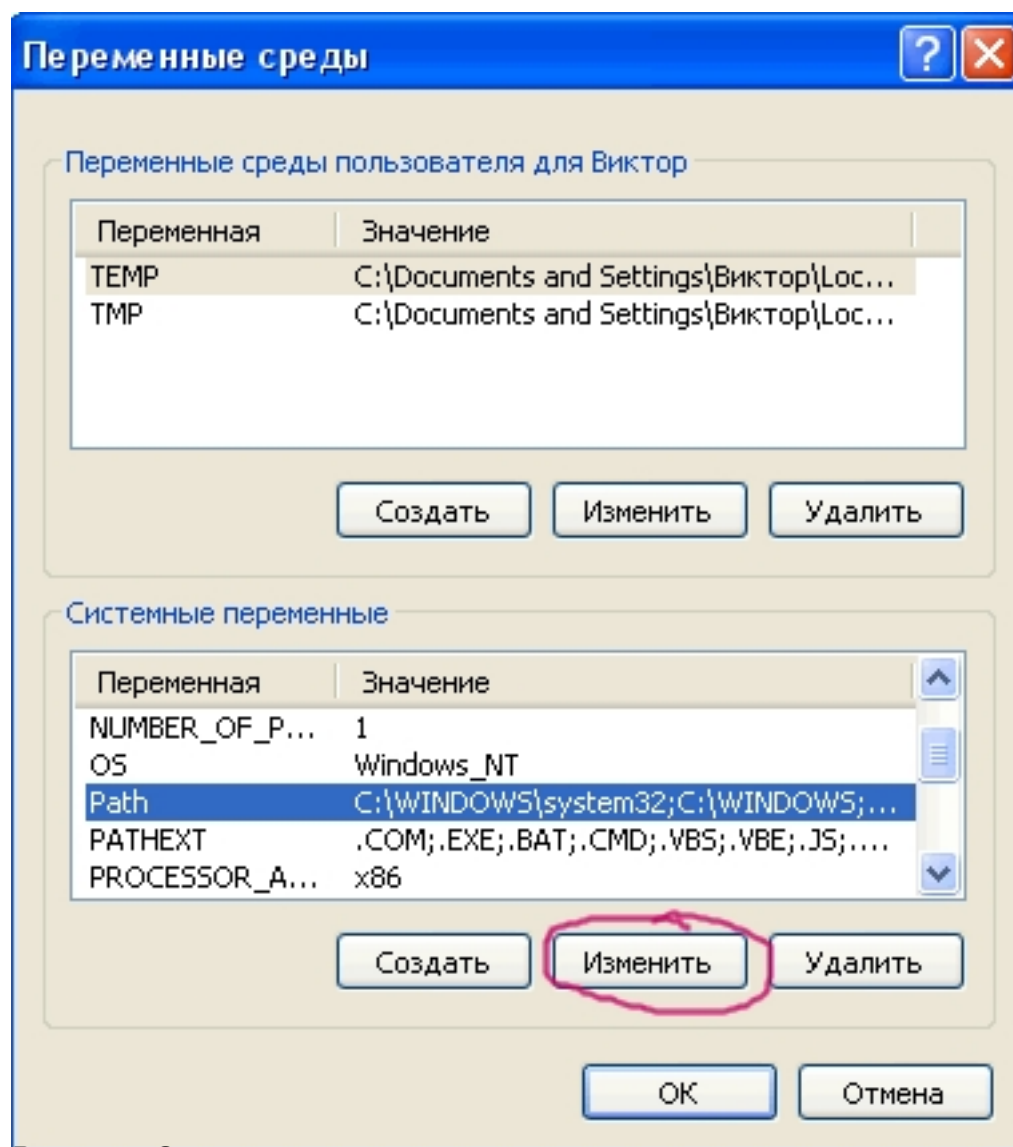 Переменные среды
Переменные среды пользователя для Виктор
Переменная Значение
TEMP C:\Documents and Settings\Виктор\Loc...
TMP C:\Documents and Settings\Виктор\Loc...
Создать Изменить Удалить
Системные переменные
Переменная Значение
NUMBER_OF_P... 1
OS Windows_NT
Path C:\WINDOWS\system32;C:\WINDOWS;...
PATHEXT .COM;.EXE;.BAT;.CMD;.VBS;.VBE;.JS;....
PROCESSOR_A... x86
Создать Изменить Удалить
ОК Отмена